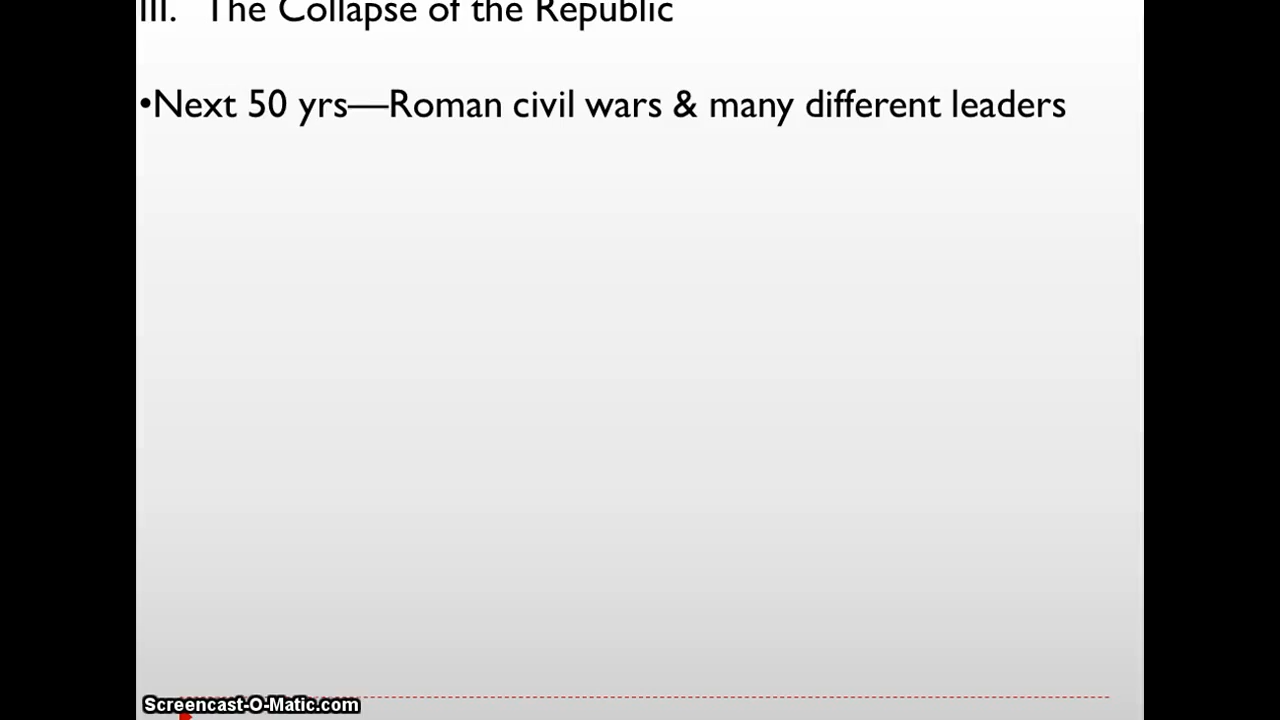 III. The Collapse of the Republic
•Next 50 yrs—Roman civil wars & many different leaders
Screencast-O-Matic.com